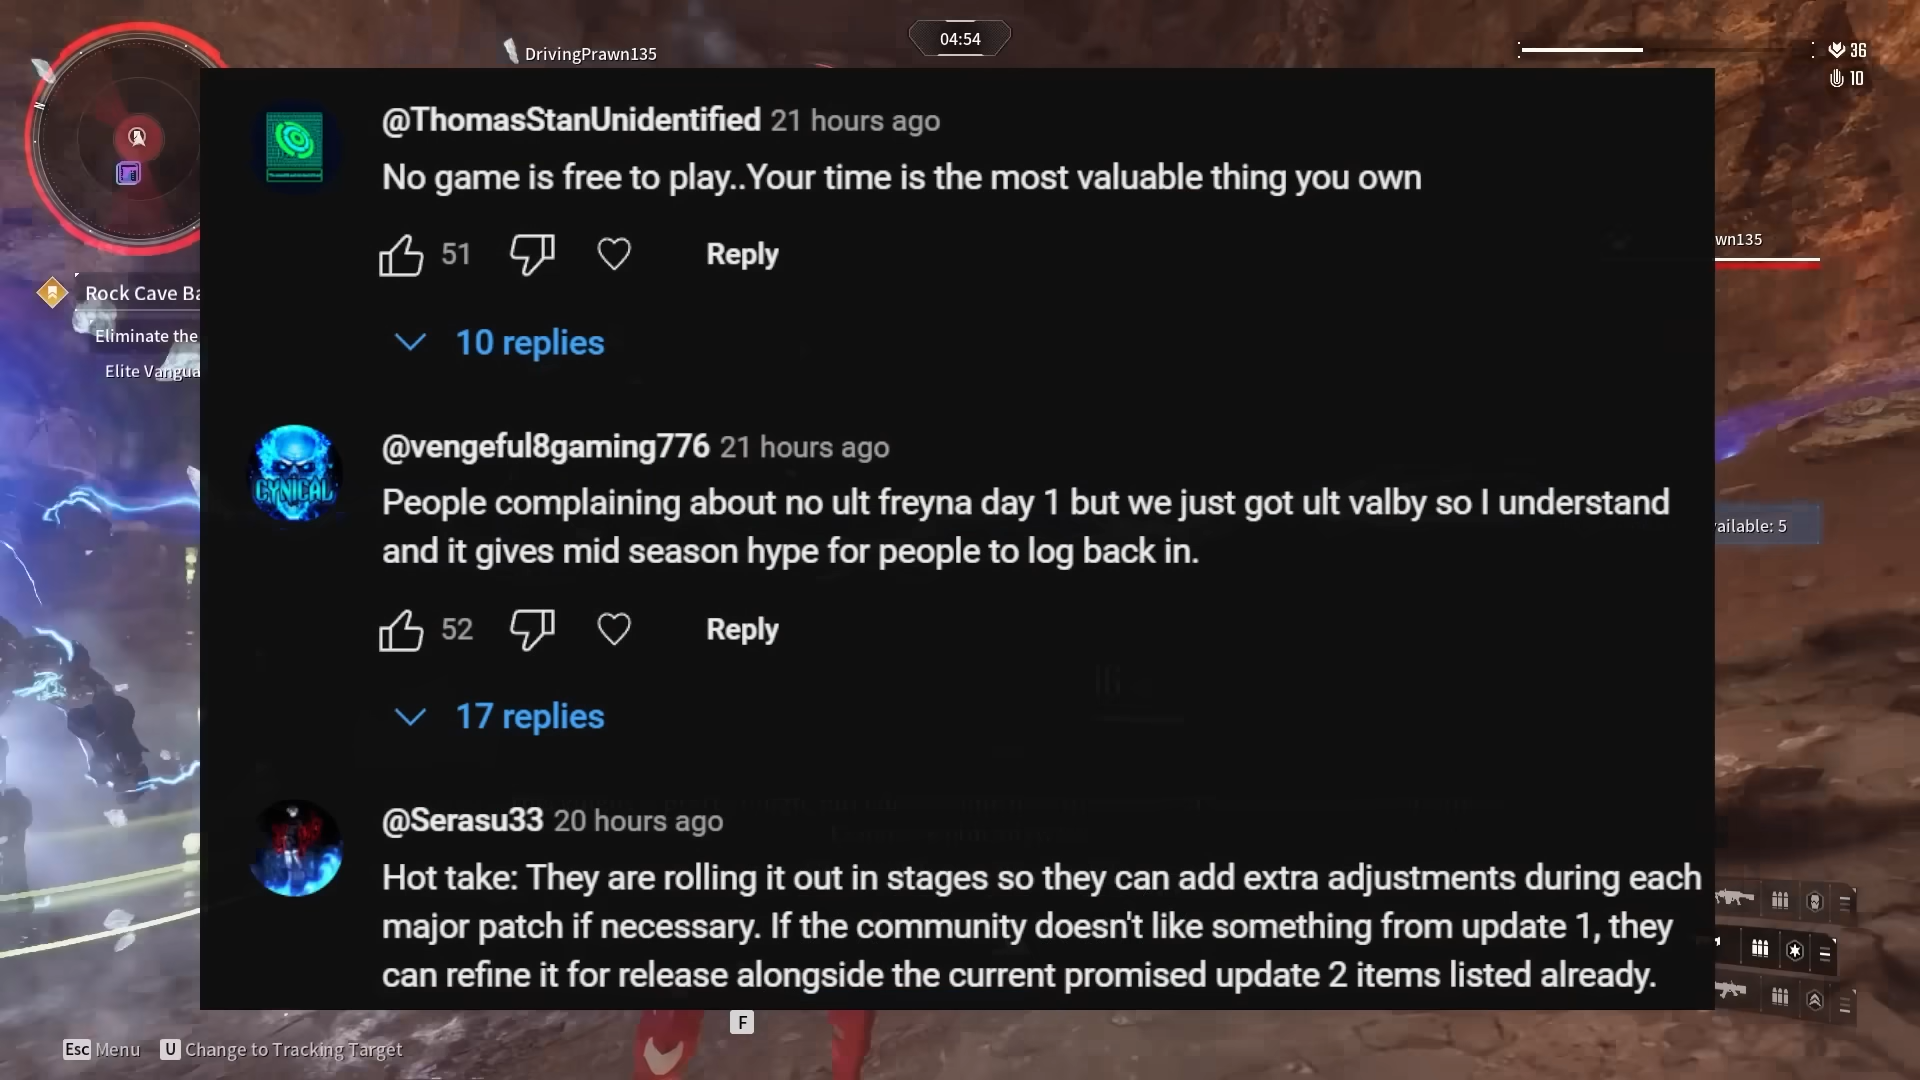 04:54
DrivingPrawn135
36
10
N
@ThomasStanUnidentified 21 hours ago
No game is free to play..Your time is the most valuable thing you own
51 Reply
10 replies
wn135
Rock Cave Ba
Eliminate the
Elite Vangua
@vengeful8gaming776 21 hours ago
CYNICAL
People complaining about no ult freyna day 1 but we just got ult valby so I understand
and it gives mid season hype for people to log back in.
ailable: 5
52 Reply
17 replies
@Serasu33 20 hours ago
Hot take: They are rolling it out in stages so they can add extra adjustments during each
major patch if necessary. If the community doesn't like something from update 1, they
can refine it for release alongside the current promised update 2 items listed already.
F
Esc Menu U Change to Tracking Target